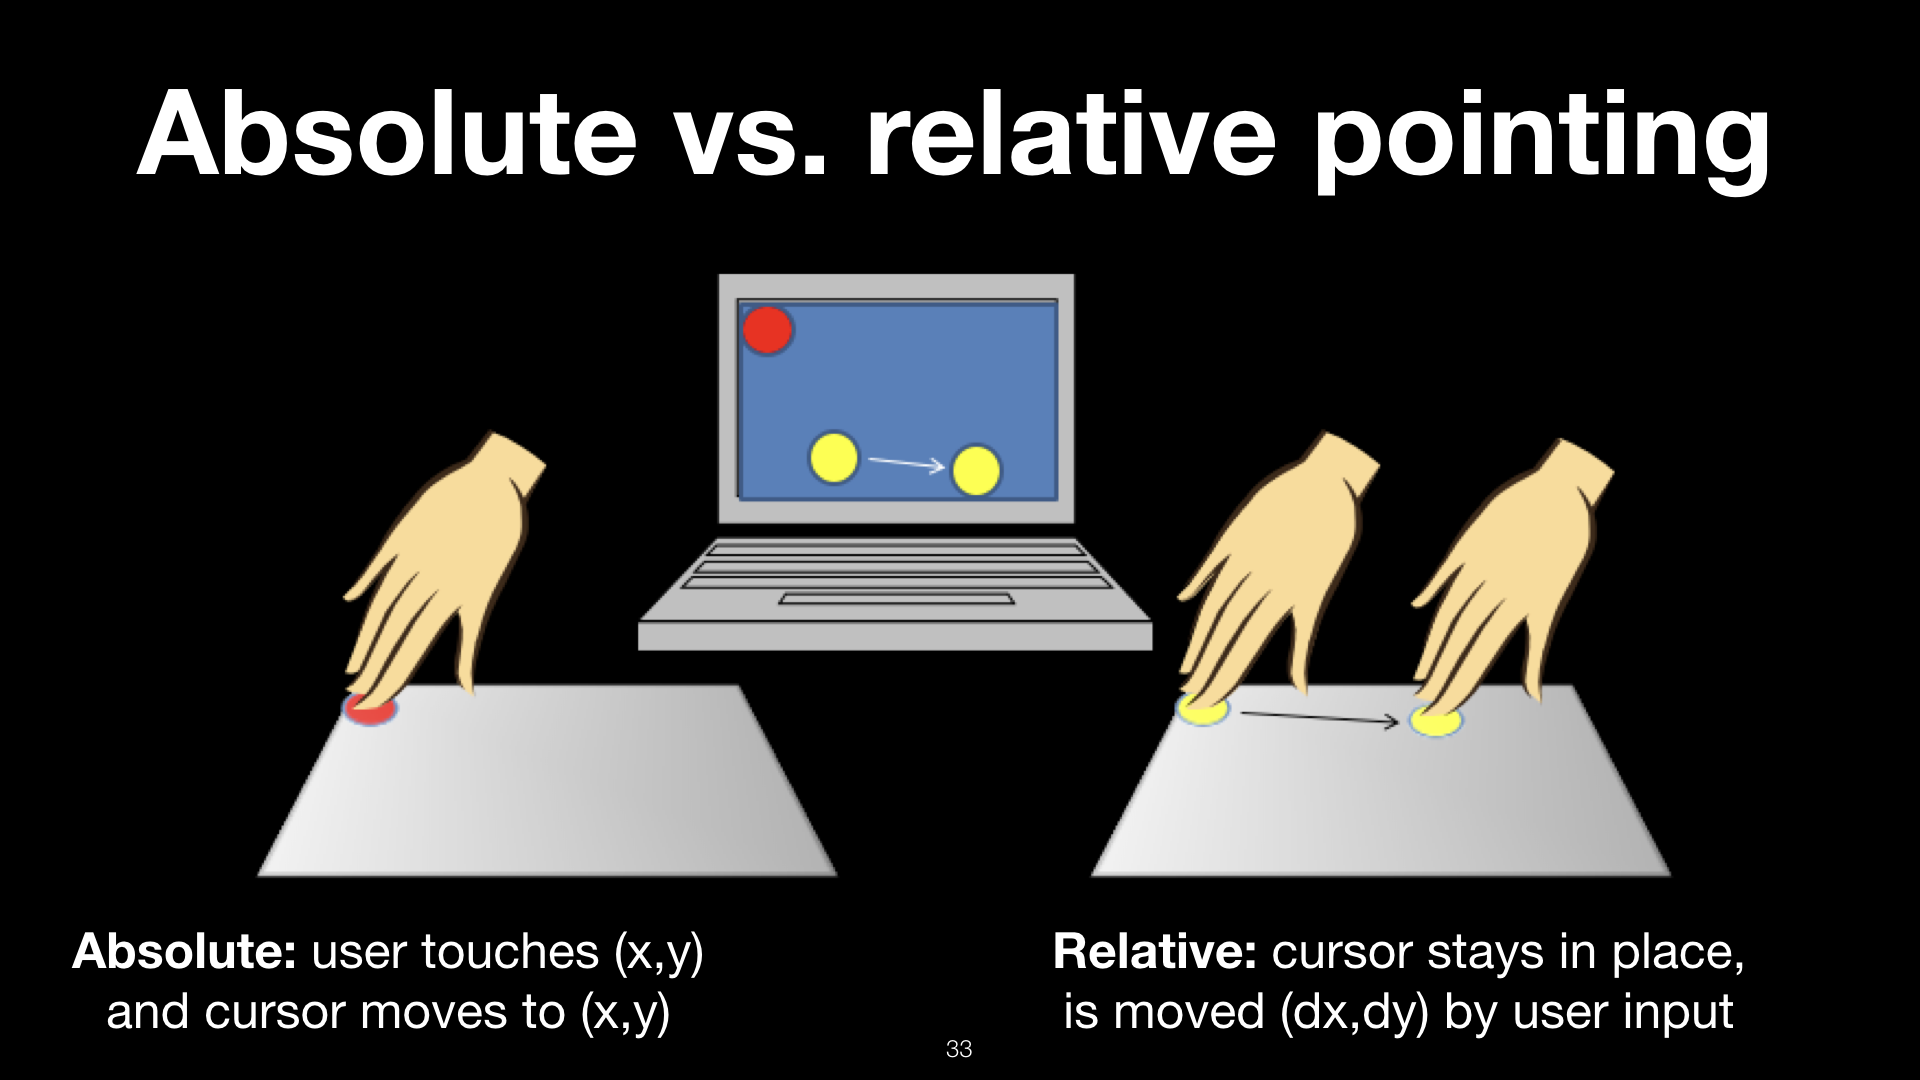 Absolute vs. relative pointing
Absolute: user touches (x,y)
and cursor moves to (x,y)
Relative: cursor stays in place,
is moved (dx,dy) by user input
33